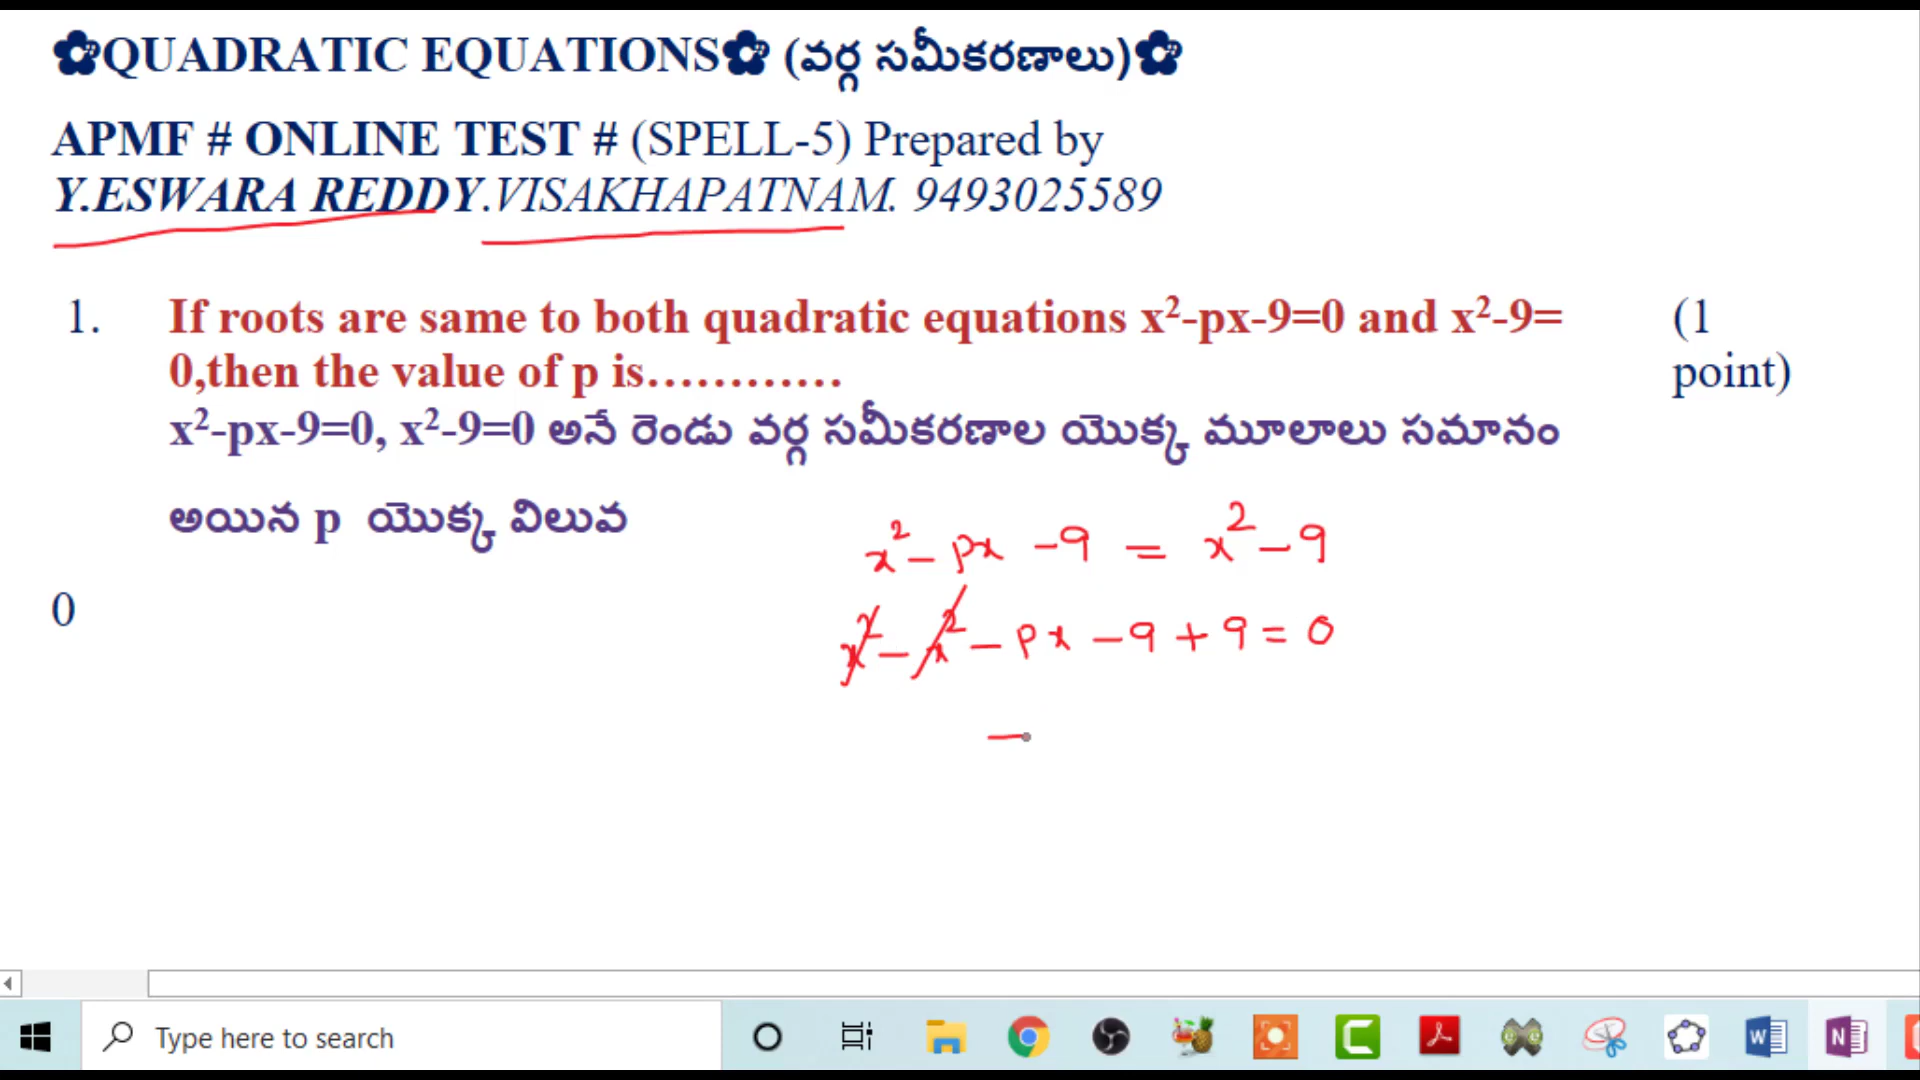 QUADRATIC EQUATIONS (వర్గ సమీకరణాలు)
APMF # ONLINE TEST # (SPELL-5) Prepared by
Y.ESWARA REDDY.VISAKHAPATNAM. 9493025589
1. If roots are same to both quadratic equations x²-px-9=0 and x²-9= (1
0,then the value of p is………… point)
x²-px-9=0, x²-9=0 అనే రెండు వర్గ సమీకరణాల యొక్క మూలాలు సమానం
అయిన p యొక్క విలువ
x² - px - 9 = x² - 9
0
x² - x² - px - 9 + 9 = 0
Type here to search